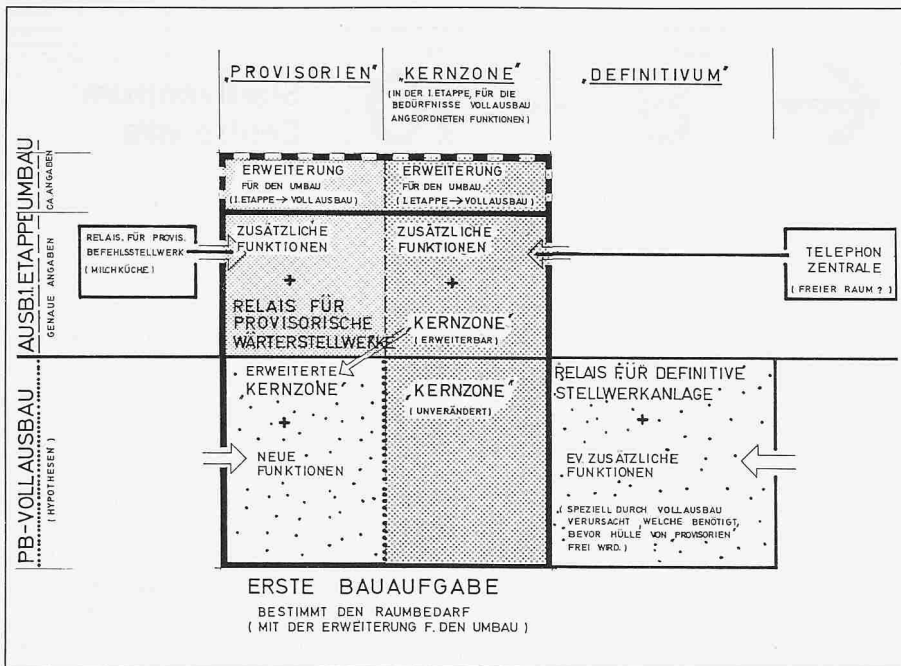 „PROVISORIEN"
„KERNZONE"
(IN DER 1.ETAPPE, FÜR DIE
BEDÜRFNISSE VOLLAUSBAU
ANGEORDNETEN FUNKTIONEN)
„DEFINITIVUM"
UMBAU
CA. ANGABEN
ERWEITERUNG
FÜR DEN UMBAU
(1.ETAPPE → VOLLAUSBAU)
ERWEITERUNG
FÜR DEN UMBAU
(1.ETAPPE → VOLLAUSBAU)
AUSB.1.ETAPPE
GENAUE ANGABEN
RELAIS. FÜR PROVIS.
BEFEHLSSTELLWERK
(MILCHKÜCHE)
ZUSÄTZLICHE
FUNKTIONEN
+
RELAIS FÜR
PROVISORISCHE
WÄRTERSTELLWERKE
ZUSÄTZLICHE
FUNKTIONEN
+
„KERNZONE"
(ERWEITERBAR)
TELEPHON
ZENTRALE
(FREIER RAUM?)
PB-VOLLAUSBAU
(HYPOTHESEN)
ERWEITERTE
„KERNZONE"
+
NEUE
FUNKTIONEN
„KERNZONE"
(UNVERÄNDERT)
RELAIS FÜR DEFINITIVE
STELLWERKANLAGE
+
EV. ZUSÄTZLICHE
FUNKTIONEN
(SPEZIELL DURCH VOLLAUSBAU
VERURSACHT, WELCHE BENÖTIGT,
BEVOR HÜLLE VON PROVISORIEN
FREI WIRD.)
ERSTE BAUAUFGABE
BESTIMMT DEN RAUMBEDARF
(MIT DER ERWEITERUNG F. DEN UMBAU)